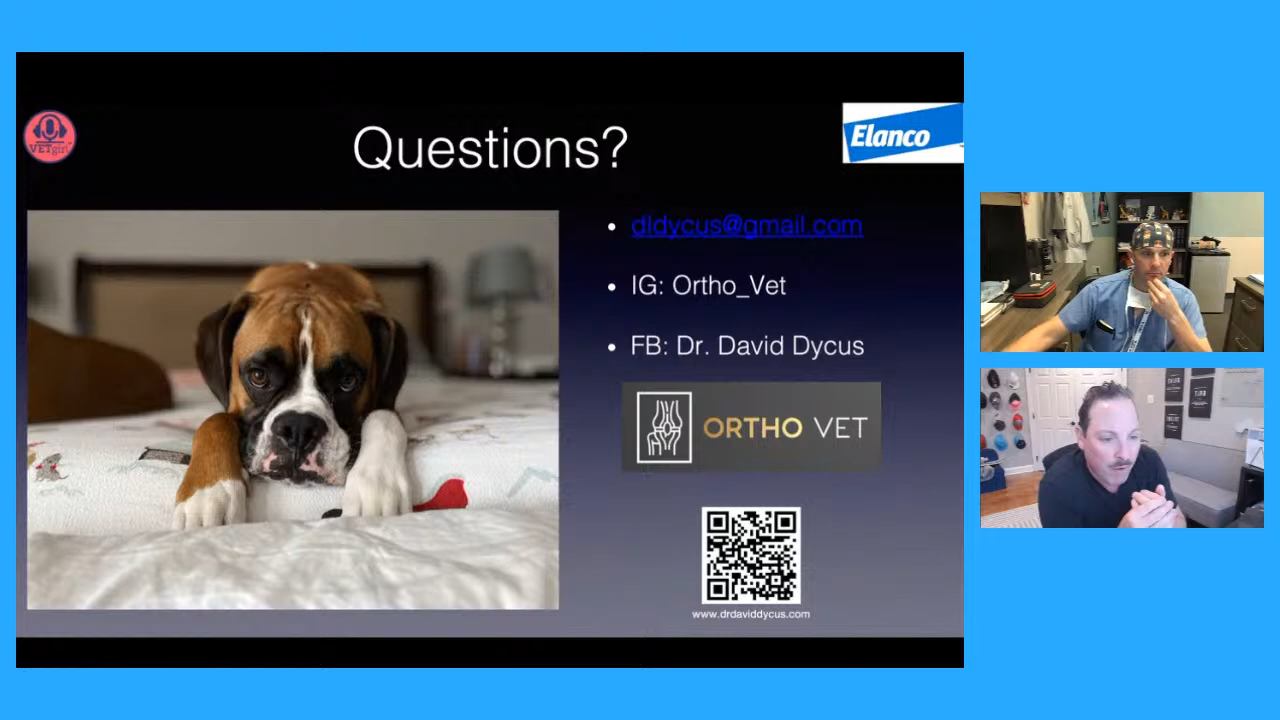 VETgirl
Questions?
Elanco
dldycus@gmail.com
IG: Ortho_Vet
FB: Dr. David Dycus
ORTHO VET
www.drdaviddycus.com